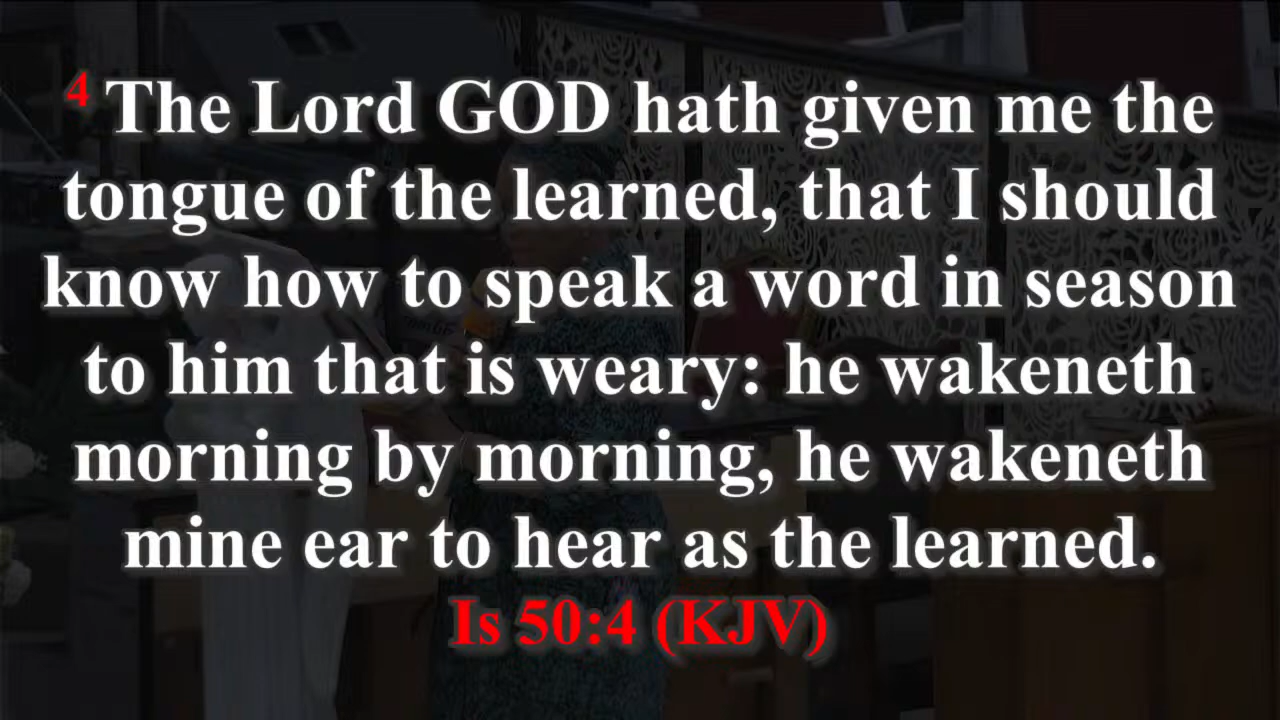 4 The Lord GOD hath given me the
tongue of the learned, that I should
know how to speak a word in season
to him that is weary: he wakeneth
morning by morning, he wakeneth
mine ear to hear as the learned.
Is 50:4 (KJV)